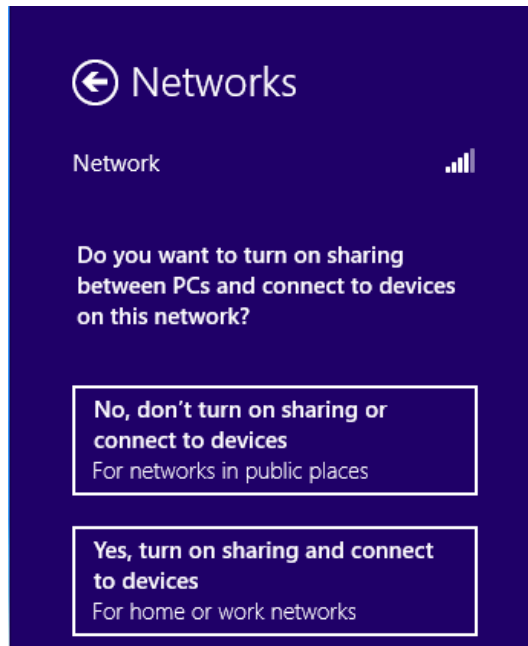 Networks
Network
Do you want to turn on sharing
between PCs and connect to devices
on this network?
No, don't turn on sharing or
connect to devices
For networks in public places
Yes, turn on sharing and connect
to devices
For home or work networks